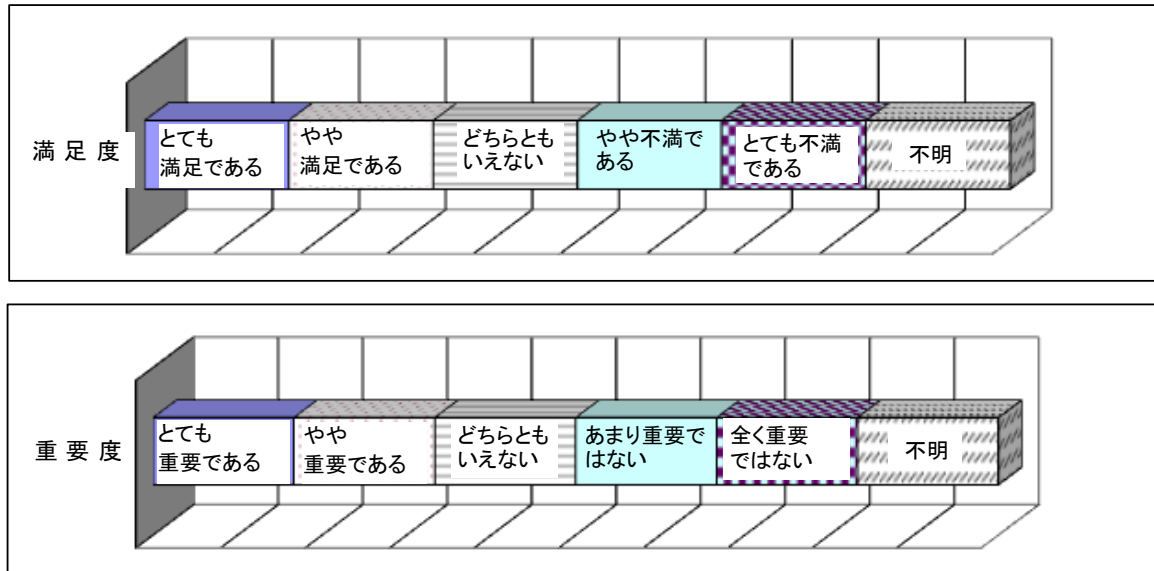 満足度
とても
満足である
やや
満足である
どちらとも
いえない
やや不満で
ある
とても不満
である
不明
重要度
とても
重要である
やや
重要である
どちらとも
いえない
あまり重要で
はない
全く重要
ではない
不明